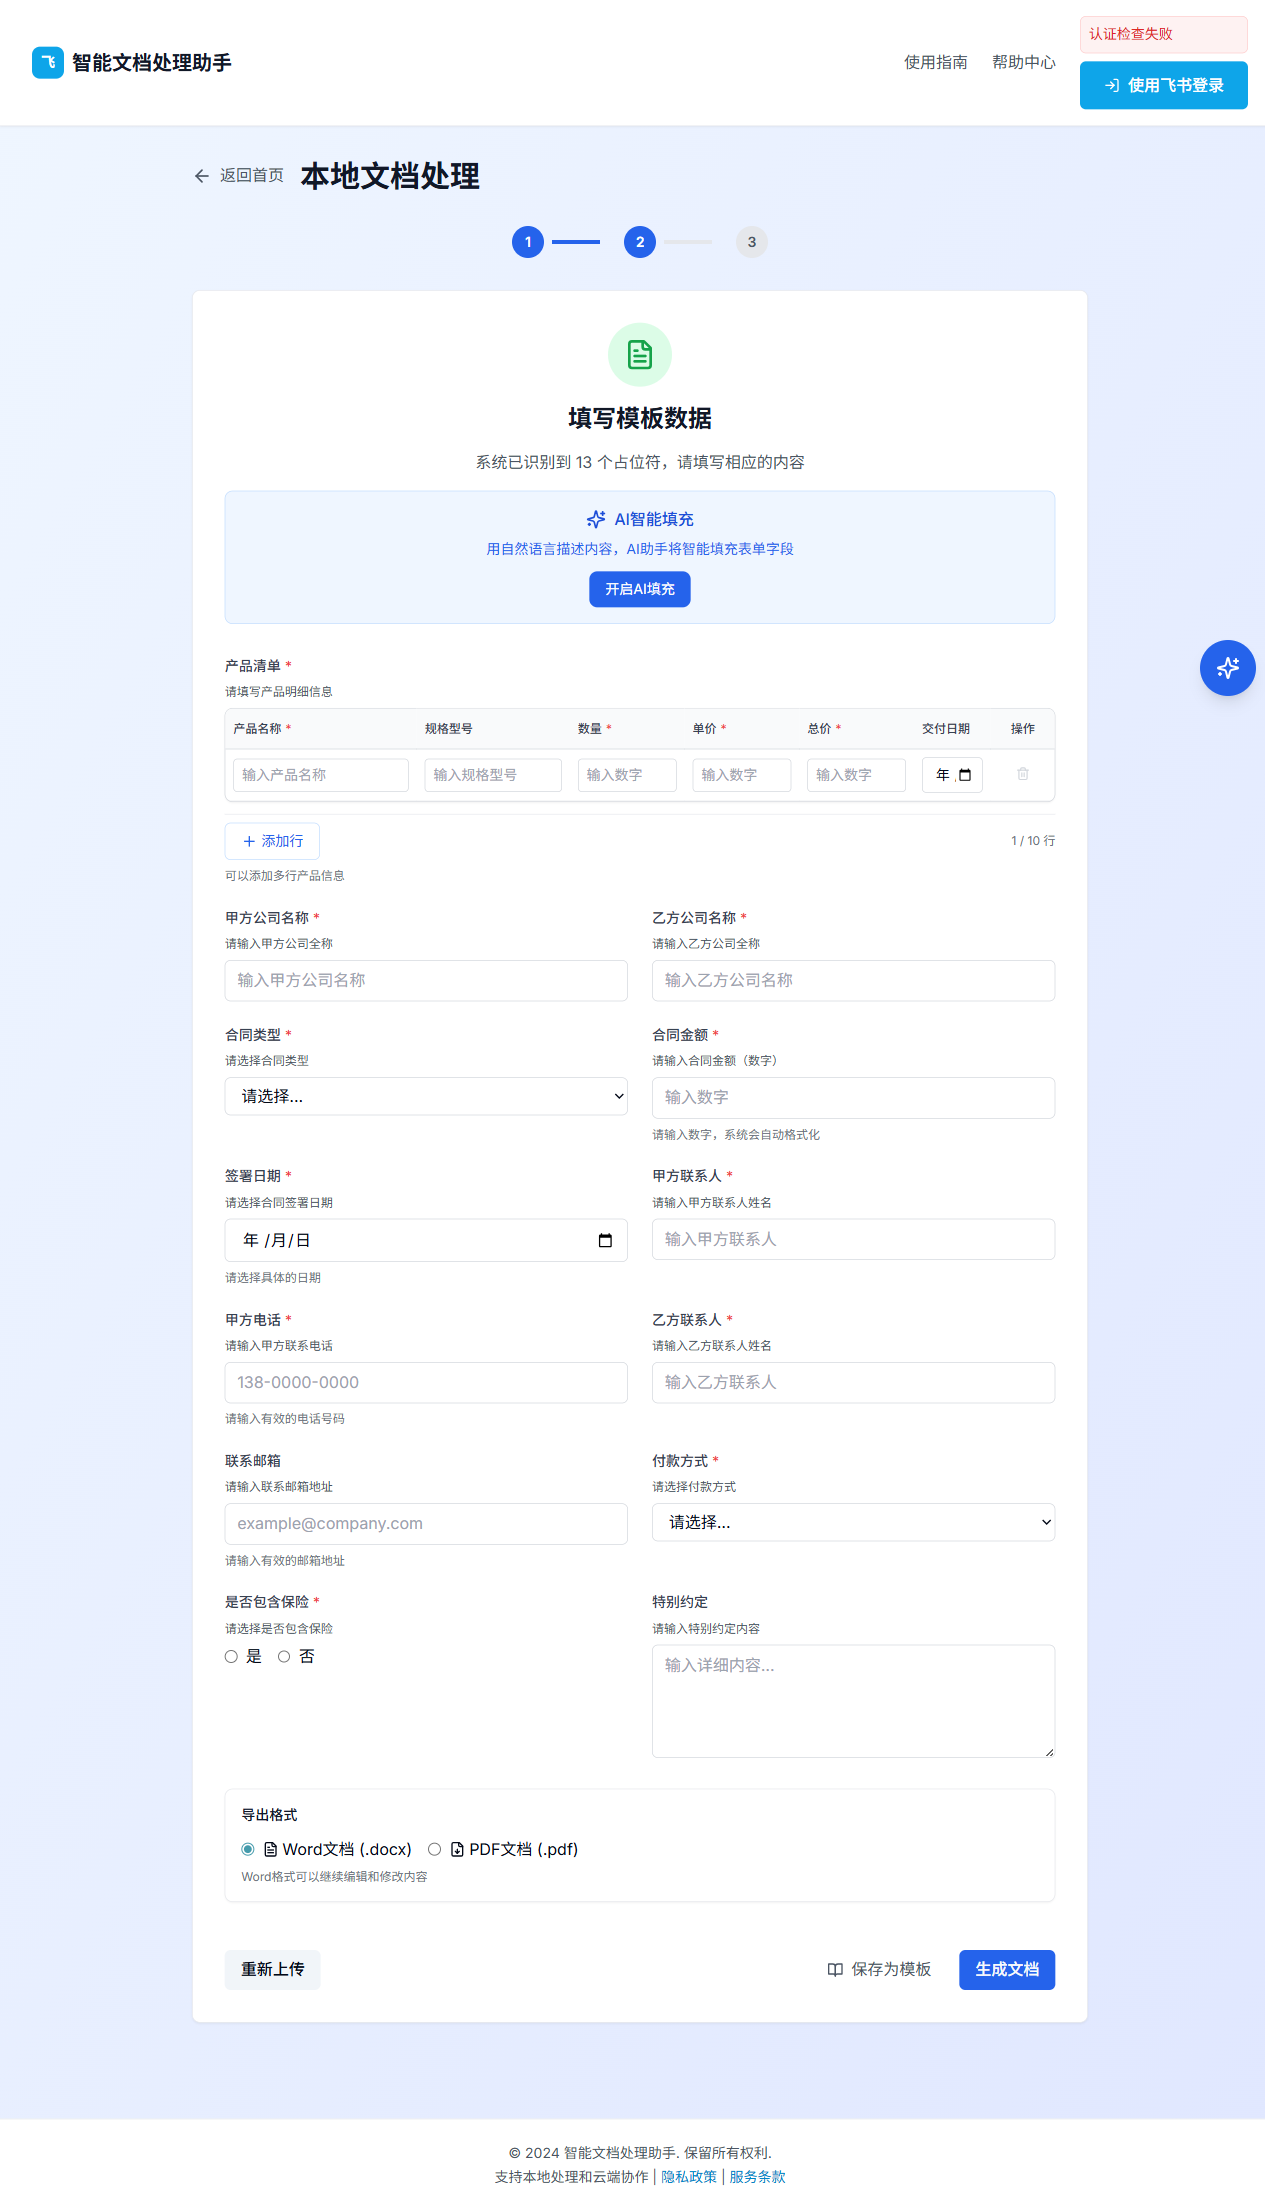 智能文档处理助手
使用指南
帮助中心
认证检查失败
使用飞书登录
返回首页
本地文档处理
1
2
3
填写模板数据
系统已识别到 13 个占位符，请填写相应的内容
AI智能填充
用自然语言描述内容，AI助手将智能填充表单字段
开启AI填充
产品清单 *
请填写产品明细信息
产品名称 * 规格型号 数量 * 单价 * 总价 * 交付日期 操作
输入产品名称 输入规格型号 输入数字 输入数字 输入数字 年
添加行
1 / 10 行
可以添加多行产品信息
甲方公司名称 *
请输入甲方公司全称
输入甲方公司名称
乙方公司名称 *
请输入乙方公司全称
输入乙方公司名称
合同类型 *
请选择合同类型
请选择...
合同金额 *
请输入合同金额（数字）
输入数字
请输入数字，系统会自动格式化
签署日期 *
请选择合同签署日期
年 /月/日
请选择具体的日期
甲方联系人 *
请输入甲方联系人姓名
输入甲方联系人
甲方电话 *
请输入甲方联系电话
138-0000-0000
请输入有效的电话号码
乙方联系人 *
请输入乙方联系人姓名
输入乙方联系人
联系邮箱
请输入联系邮箱地址
example@company.com
请输入有效的邮箱地址
付款方式 *
请选择付款方式
请选择...
是否包含保险 *
请选择是否包含保险
是 否
特别约定
请输入特别约定内容
输入详细内容...
导出格式
Word文档 (.docx) PDF文档 (.pdf)
Word格式可以继续编辑和修改内容
重新上传
保存为模板
生成文档
© 2024 智能文档处理助手. 保留所有权利.
支持本地处理和云端协作 | 隐私政策 | 服务条款